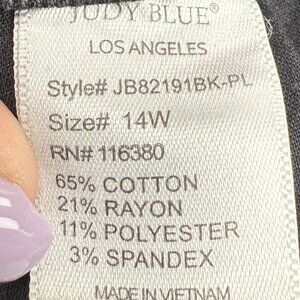 JUDY BLUE®
LOS ANGELES
Style# JB82191BK-PL
Size# 14W
RN# 116380
65% COTTON
21% RAYON
11% POLYESTER
3% SPANDEX
MADE IN VIETNAM